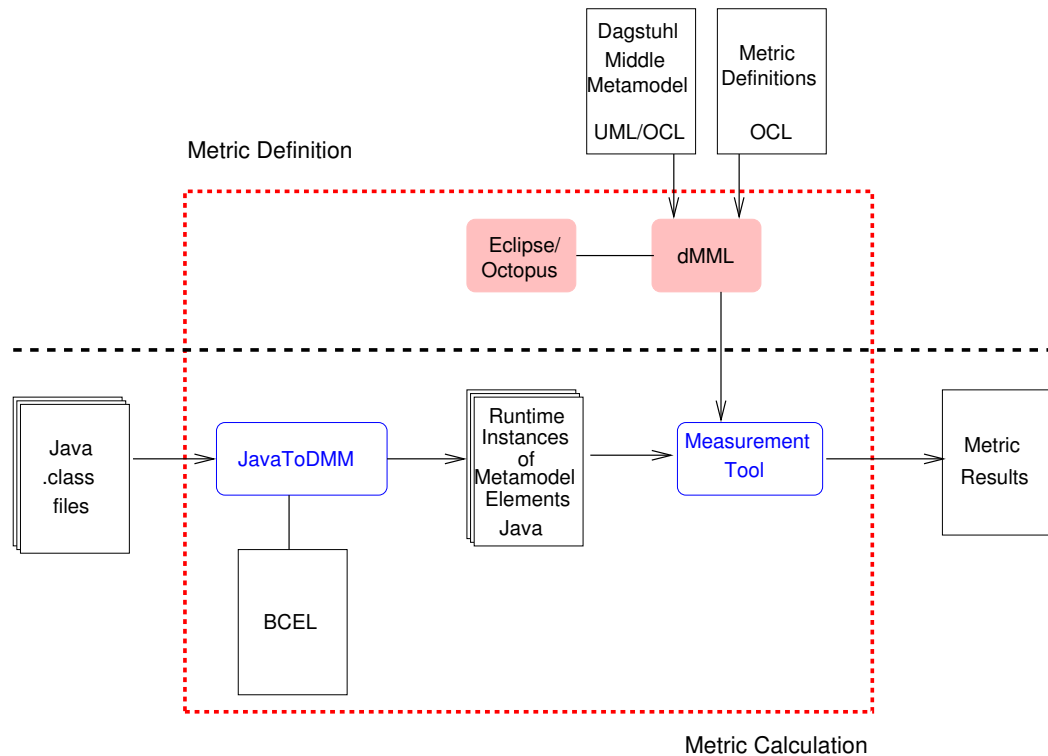 Dagstuhl
Middle
Metamodel
UML/OCL
Metric
Definitions
OCL
Metric Definition
Eclipse/
Octopus
dMML
Java
.class
files
JavaToDMM
BCEL
Runtime
Instances
of
Metamodel
Elements
Java
Measurement
Tool
Metric
Results
Metric Calculation